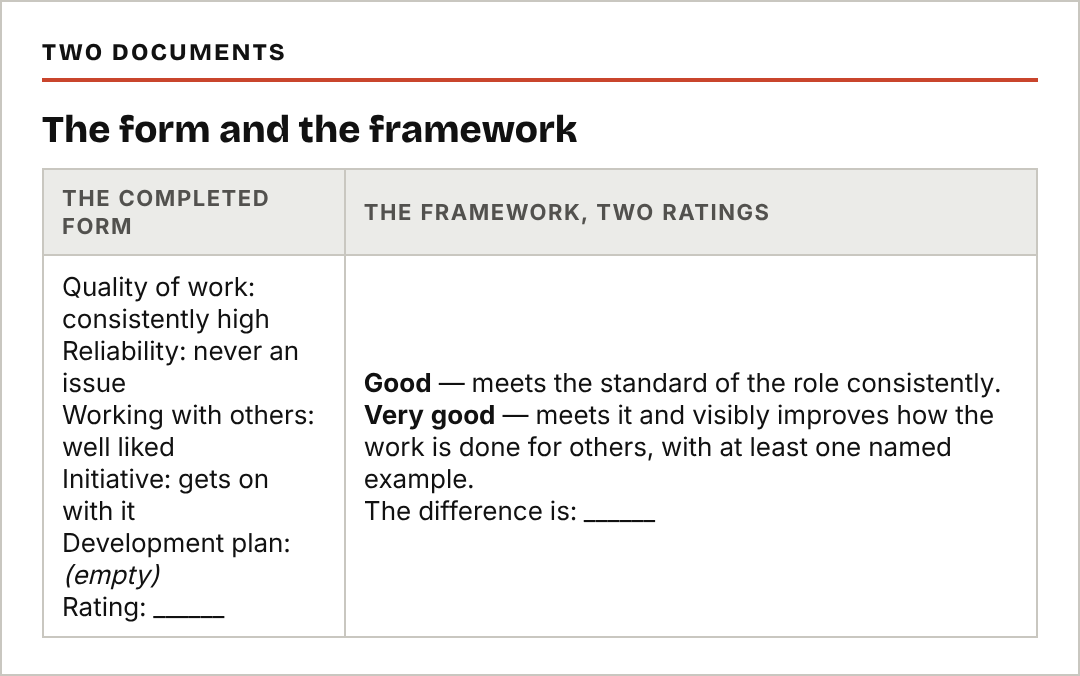 TWO DOCUMENTS
The form and the framework
THE COMPLETED
FORM
THE FRAMEWORK, TWO RATINGS
Quality of work:
consistently high
Reliability: never an
issue
Working with others:
well liked
Initiative: gets on
with it
Development plan:
(empty)
Rating: ______
Good — meets the standard of the role consistently.
Very good — meets it and visibly improves how the
work is done for others, with at least one named
example.
The difference is: ______